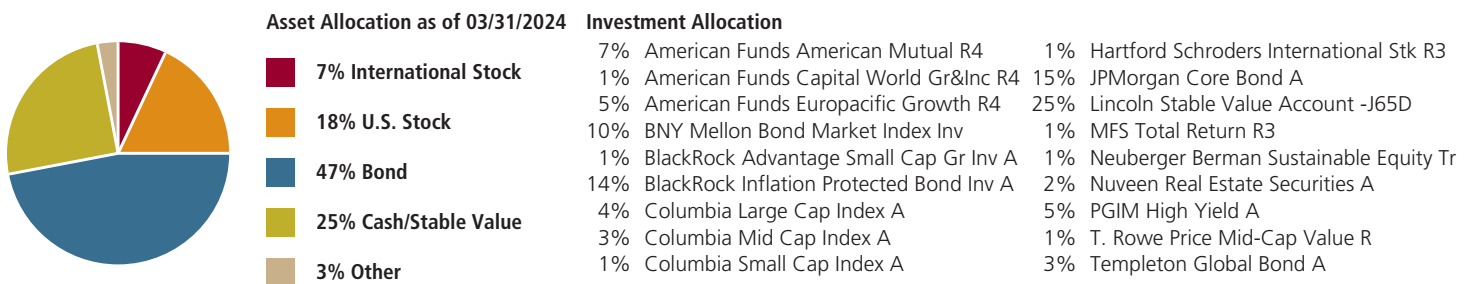 Asset Allocation as of 03/31/2024
7% International Stock
18% U.S. Stock
47% Bond
25% Cash/Stable Value
3% Other
Investment Allocation
7% American Funds American Mutual R4
1% American Funds Capital World Gr&Inc R4
5% American Funds Europacific Growth R4
10% BNY Mellon Bond Market Index Inv
1% BlackRock Advantage Small Cap Gr Inv A
14% BlackRock Inflation Protected Bond Inv A
4% Columbia Large Cap Index A
3% Columbia Mid Cap Index A
1% Columbia Small Cap Index A
1% Hartford Schroders International Stk R3
15% JPMorgan Core Bond A
25% Lincoln Stable Value Account -J65D
1% MFS Total Return R3
1% Neuberger Berman Sustainable Equity Tr
2% Nuveen Real Estate Securities A
5% PGIM High Yield A
1% T. Rowe Price Mid-Cap Value R
3% Templeton Global Bond A